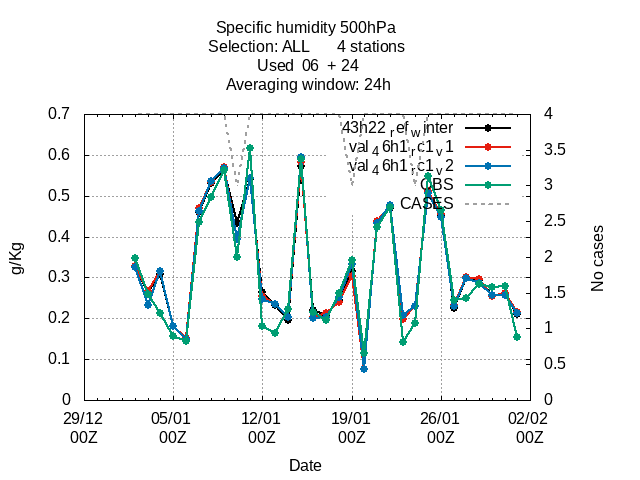 Specific humidity 500hPa
Selection: ALL 4 stations
Used 06 + 24
Averaging window: 24h
43h22_ref_winter
val_46h1_rc1_v1
val_46h1_rc1_v2
OBS
CASES
0.7
0.6
0.5
0.4
0.3
0.2
0.1
0
g/Kg
4
3.5
3
2.5
2
1.5
1
0.5
0
No cases
29/12 05/01 12/01 19/01 26/01 02/02
00Z 00Z 00Z 00Z 00Z 00Z
Date